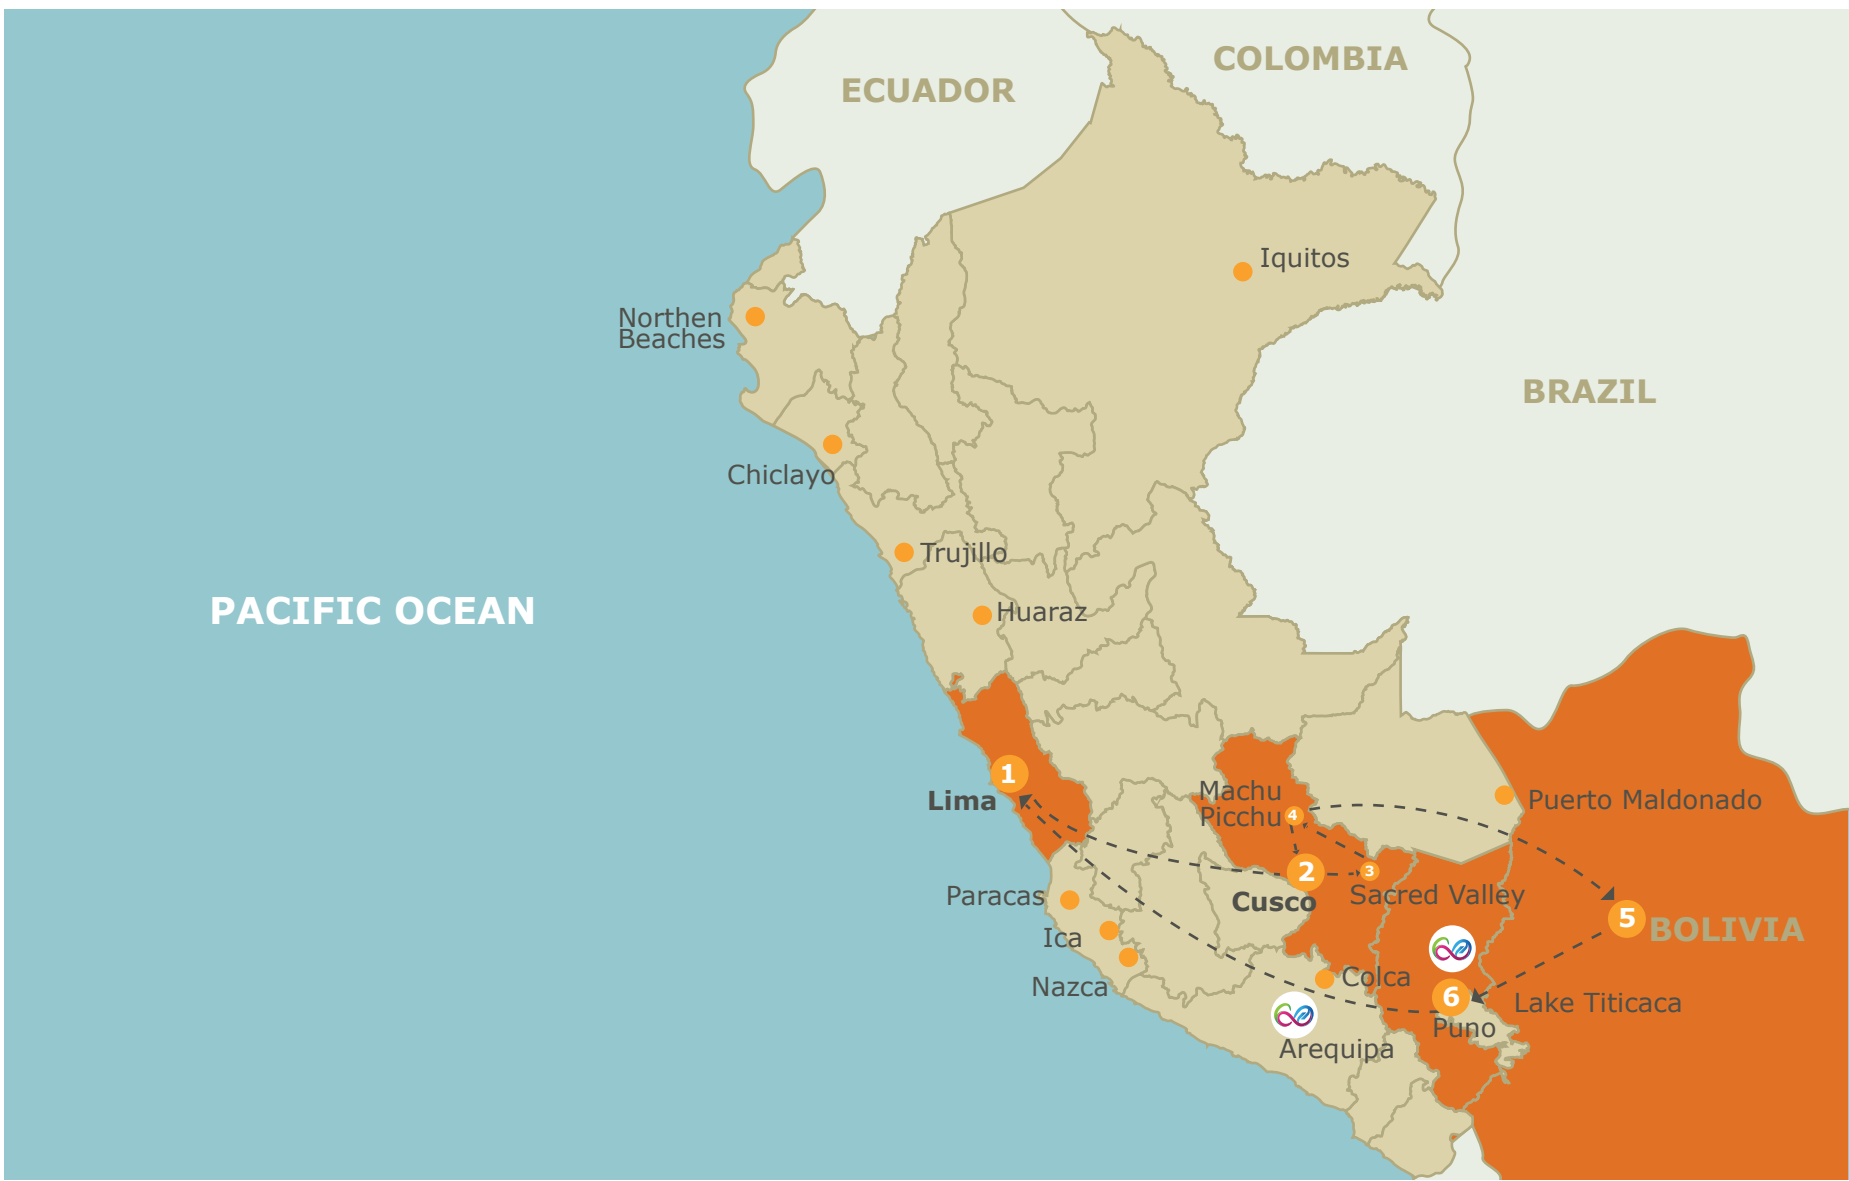 COLOMBIA
ECUADOR
Iquitos
Northen
Beaches
BRAZIL
Chiclayo
Trujillo
PACIFIC OCEAN
Huaraz
1
Lima
Machu
Picchu
4
Puerto Maldonado
2
3
Cusco
Sacred Valley
Paracas
5
BOLIVIA
Ica
Nazca
Colca
6
Lake Titicaca
Puno
Arequipa